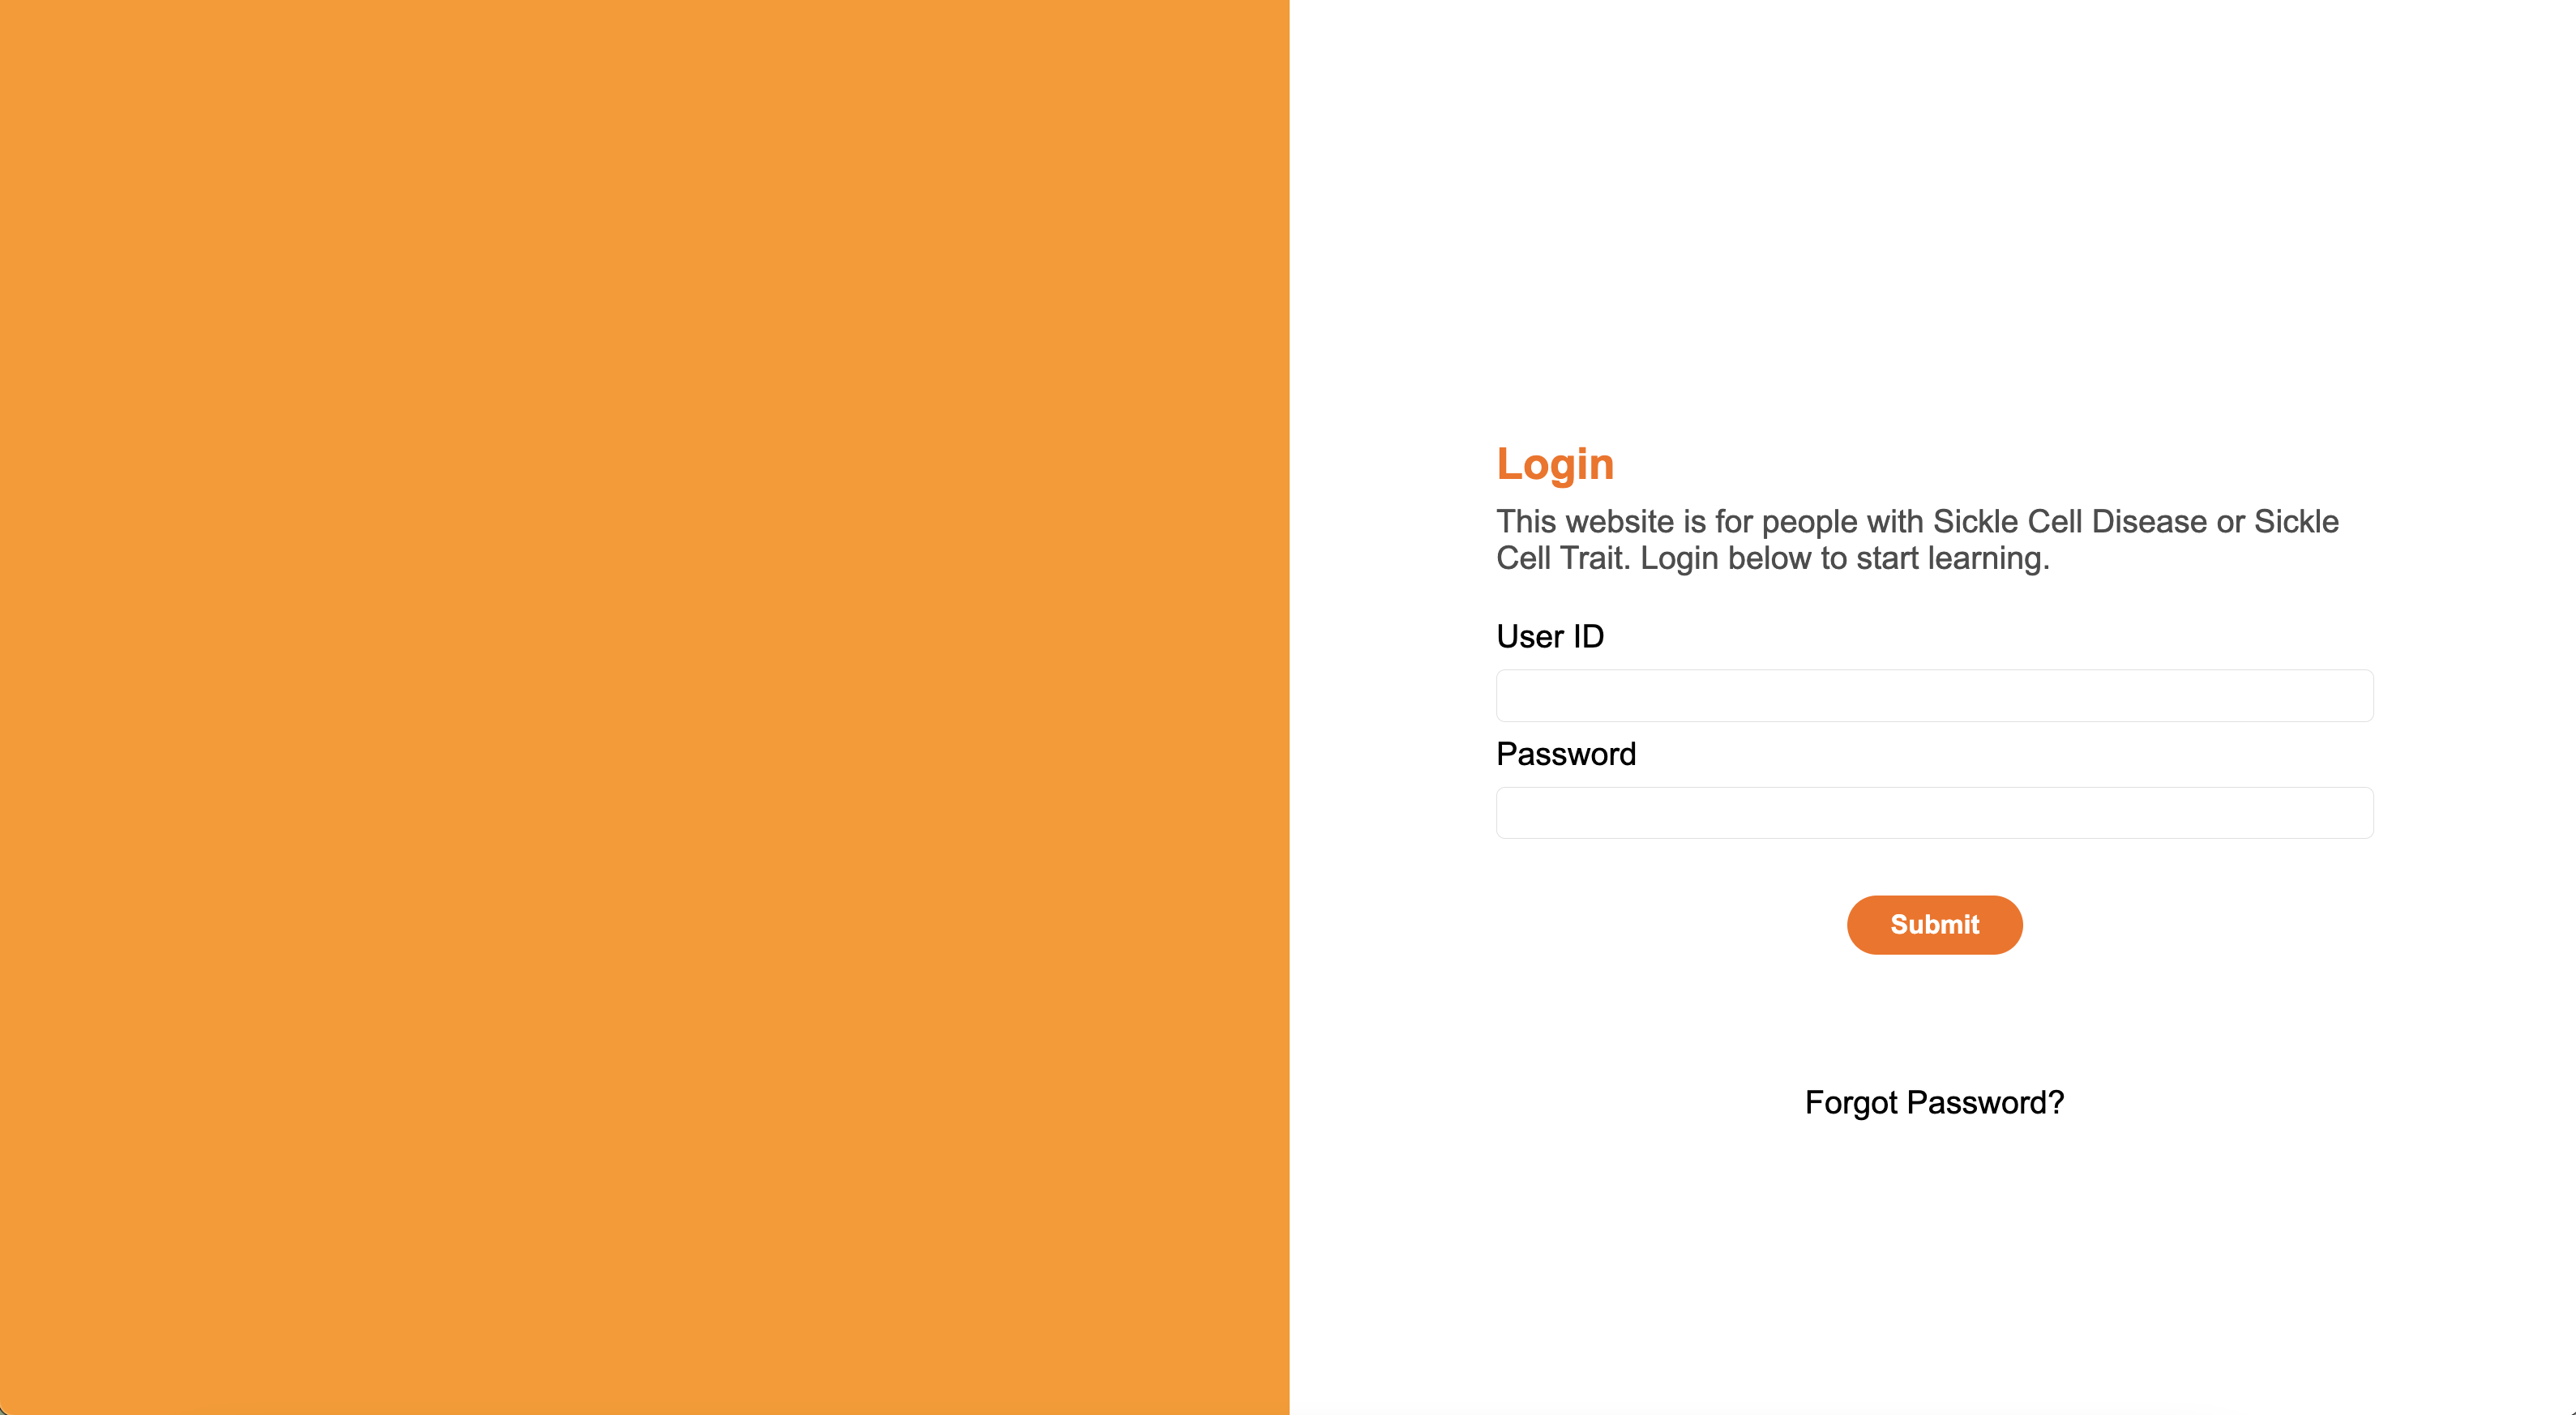 Login
This website is for people with Sickle Cell Disease or Sickle
Cell Trait. Login below to start learning.
User ID
Password
Submit
Forgot Password?